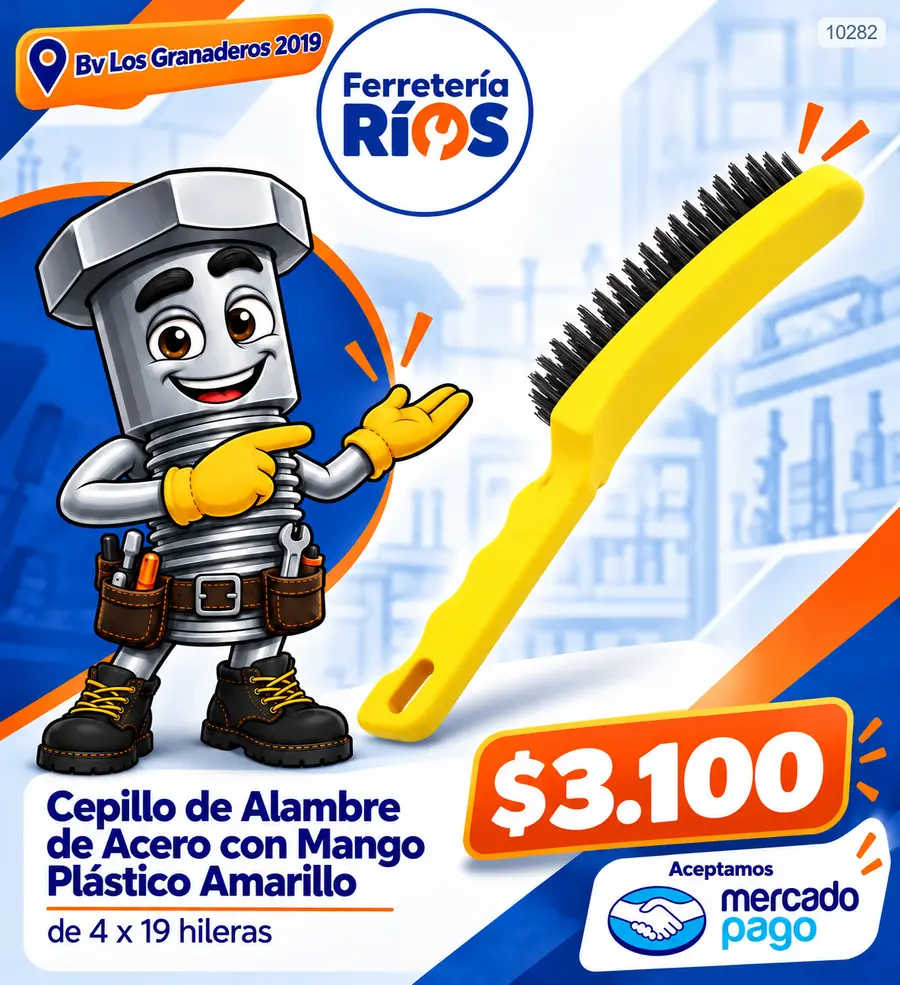 Bv Los Granaderos 2019
Ferretería
RíOS
10282
$3.100
Cepillo de Alambre
de Acero con Mango
Plástico Amarillo
de 4 x 19 hileras
Aceptamos
mercado
pago